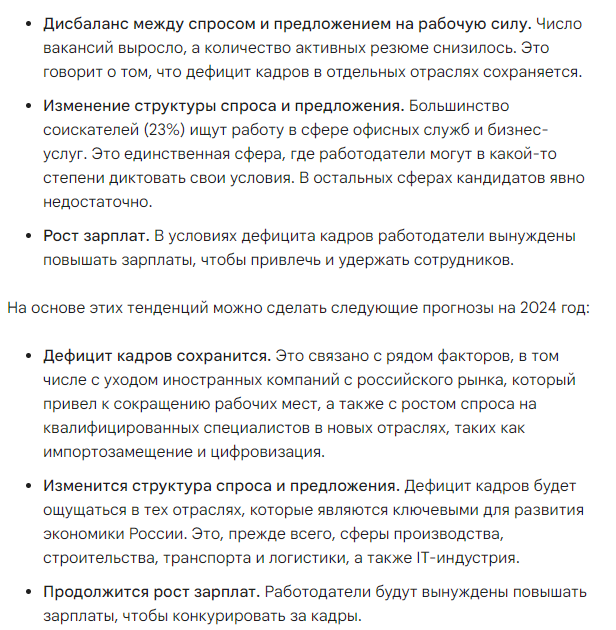 • Дисбаланс между спросом и предложением на рабочую силу. Число
вакансий выросло, а количество активных резюме снизилось. Это
говорит о том, что дефицит кадров в отдельных отраслях сохраняется.
• Изменение структуры спроса и предложения. Большинство
соискателей (23%) ищут работу в сфере офисных служб и бизнес-
услуг. Это единственная сфера, где работодатели могут в какой-то
степени диктовать свои условия. В остальных сферах кандидатов явно
недостаточно.
• Рост зарплат. В условиях дефицита кадров работодатели вынуждены
повышать зарплаты, чтобы привлечь и удержать сотрудников.
На основе этих тенденций можно сделать следующие прогнозы на 2024 год:
• Дефицит кадров сохранится. Это связано с рядом факторов, в том
числе с уходом иностранных компаний с российского рынка, который
привел к сокращению рабочих мест, а также с ростом спроса на
квалифицированных специалистов в новых отраслях, таких как
импортозамещение и цифровизация.
• Изменится структура спроса и предложения. Дефицит кадров будет
ощущаться в тех отраслях, которые являются ключевыми для развития
экономики России. Это, прежде всего, сферы производства,
строительства, транспорта и логистики, а также IT-индустрия.
• Продолжится рост зарплат. Работодатели будут вынуждены повышать
зарплаты, чтобы конкурировать за кадры.